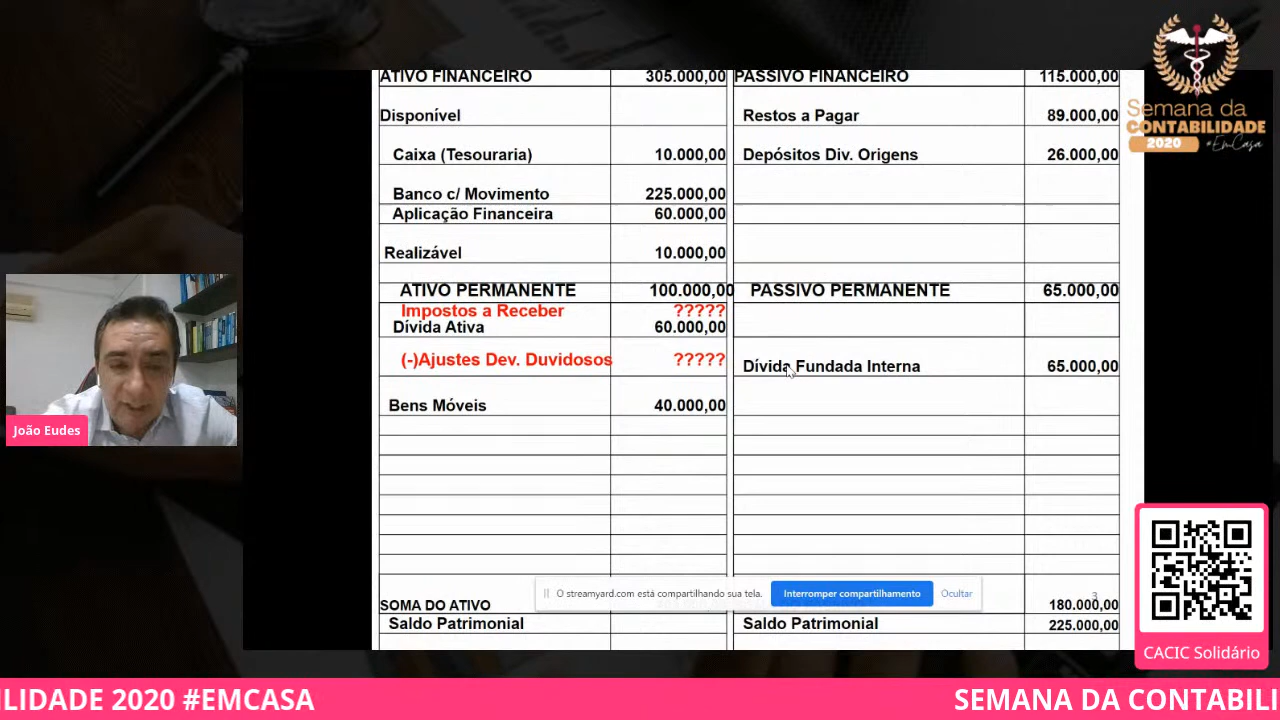 ATIVO FINANCEIRO 305.000,00 PASSIVO FINANCEIRO 115.000,00
Disponível Restos a Pagar 89.000,00
Caixa (Tesouraria) 10.000,00 Depósitos Div. Origens 26.000,00
Banco c/ Movimento 225.000,00
Aplicação Financeira 60.000,00
Realizável 10.000,00
ATIVO PERMANENTE 100.000,00 PASSIVO PERMANENTE 65.000,00
Impostos a Receber ?????
Dívida Ativa 60.000,00
(-)Ajustes Dev. Duvidosos ????? Dívida Fundada Interna 65.000,00
Bens Móveis 40.000,00
SOMA DO ATIVO 180.000,00
Saldo Patrimonial Saldo Patrimonial 225.000,00
3
O streamyard.com está compartilhando sua tela. Interromper compartilhamento Ocultar
João Eudes
Semana da
CONTABILIDADE
2020 #EmCasa
CACIC Solidário
ILIDADE 2020 #EMCASA SEMANA DA CONTABILI